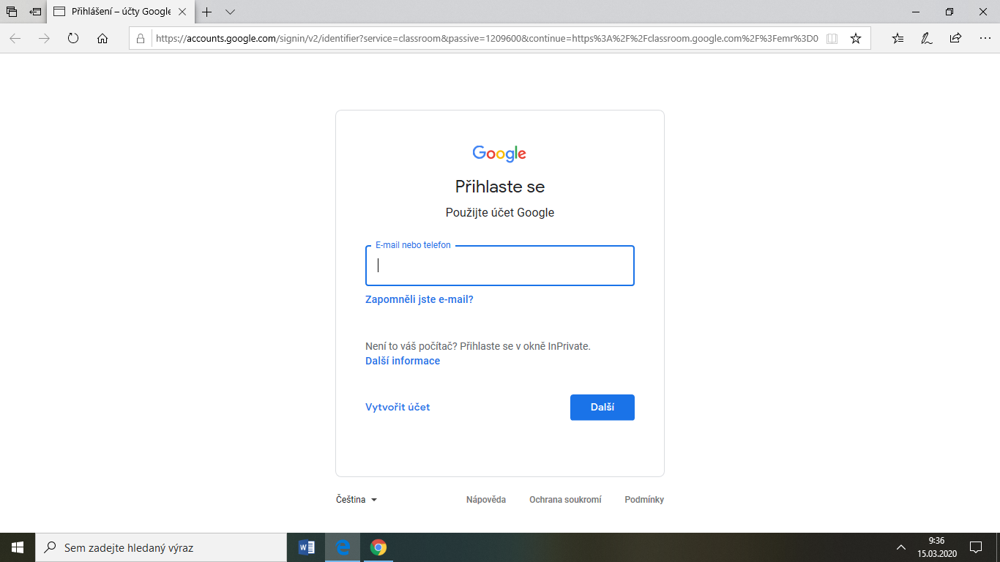 Přihlášení – účty Google
https://accounts.google.com/signin/v2/identifier?service=classroom&passive=1209600&continue=https%3A%2F%2Fclassroom.google.com%2F%3Femr%3D0
Google
Přihlaste se
Použijte účet Google
E-mail nebo telefon
Zapomněli jste e-mail?
Není to váš počítač? Přihlaste se v okně InPrivate.
Další informace
Vytvořit účet
Další
Čeština
Nápověda
Ochrana soukromí
Podmínky
Sem zadejte hledaný výraz
W
9:36
15.03.2020